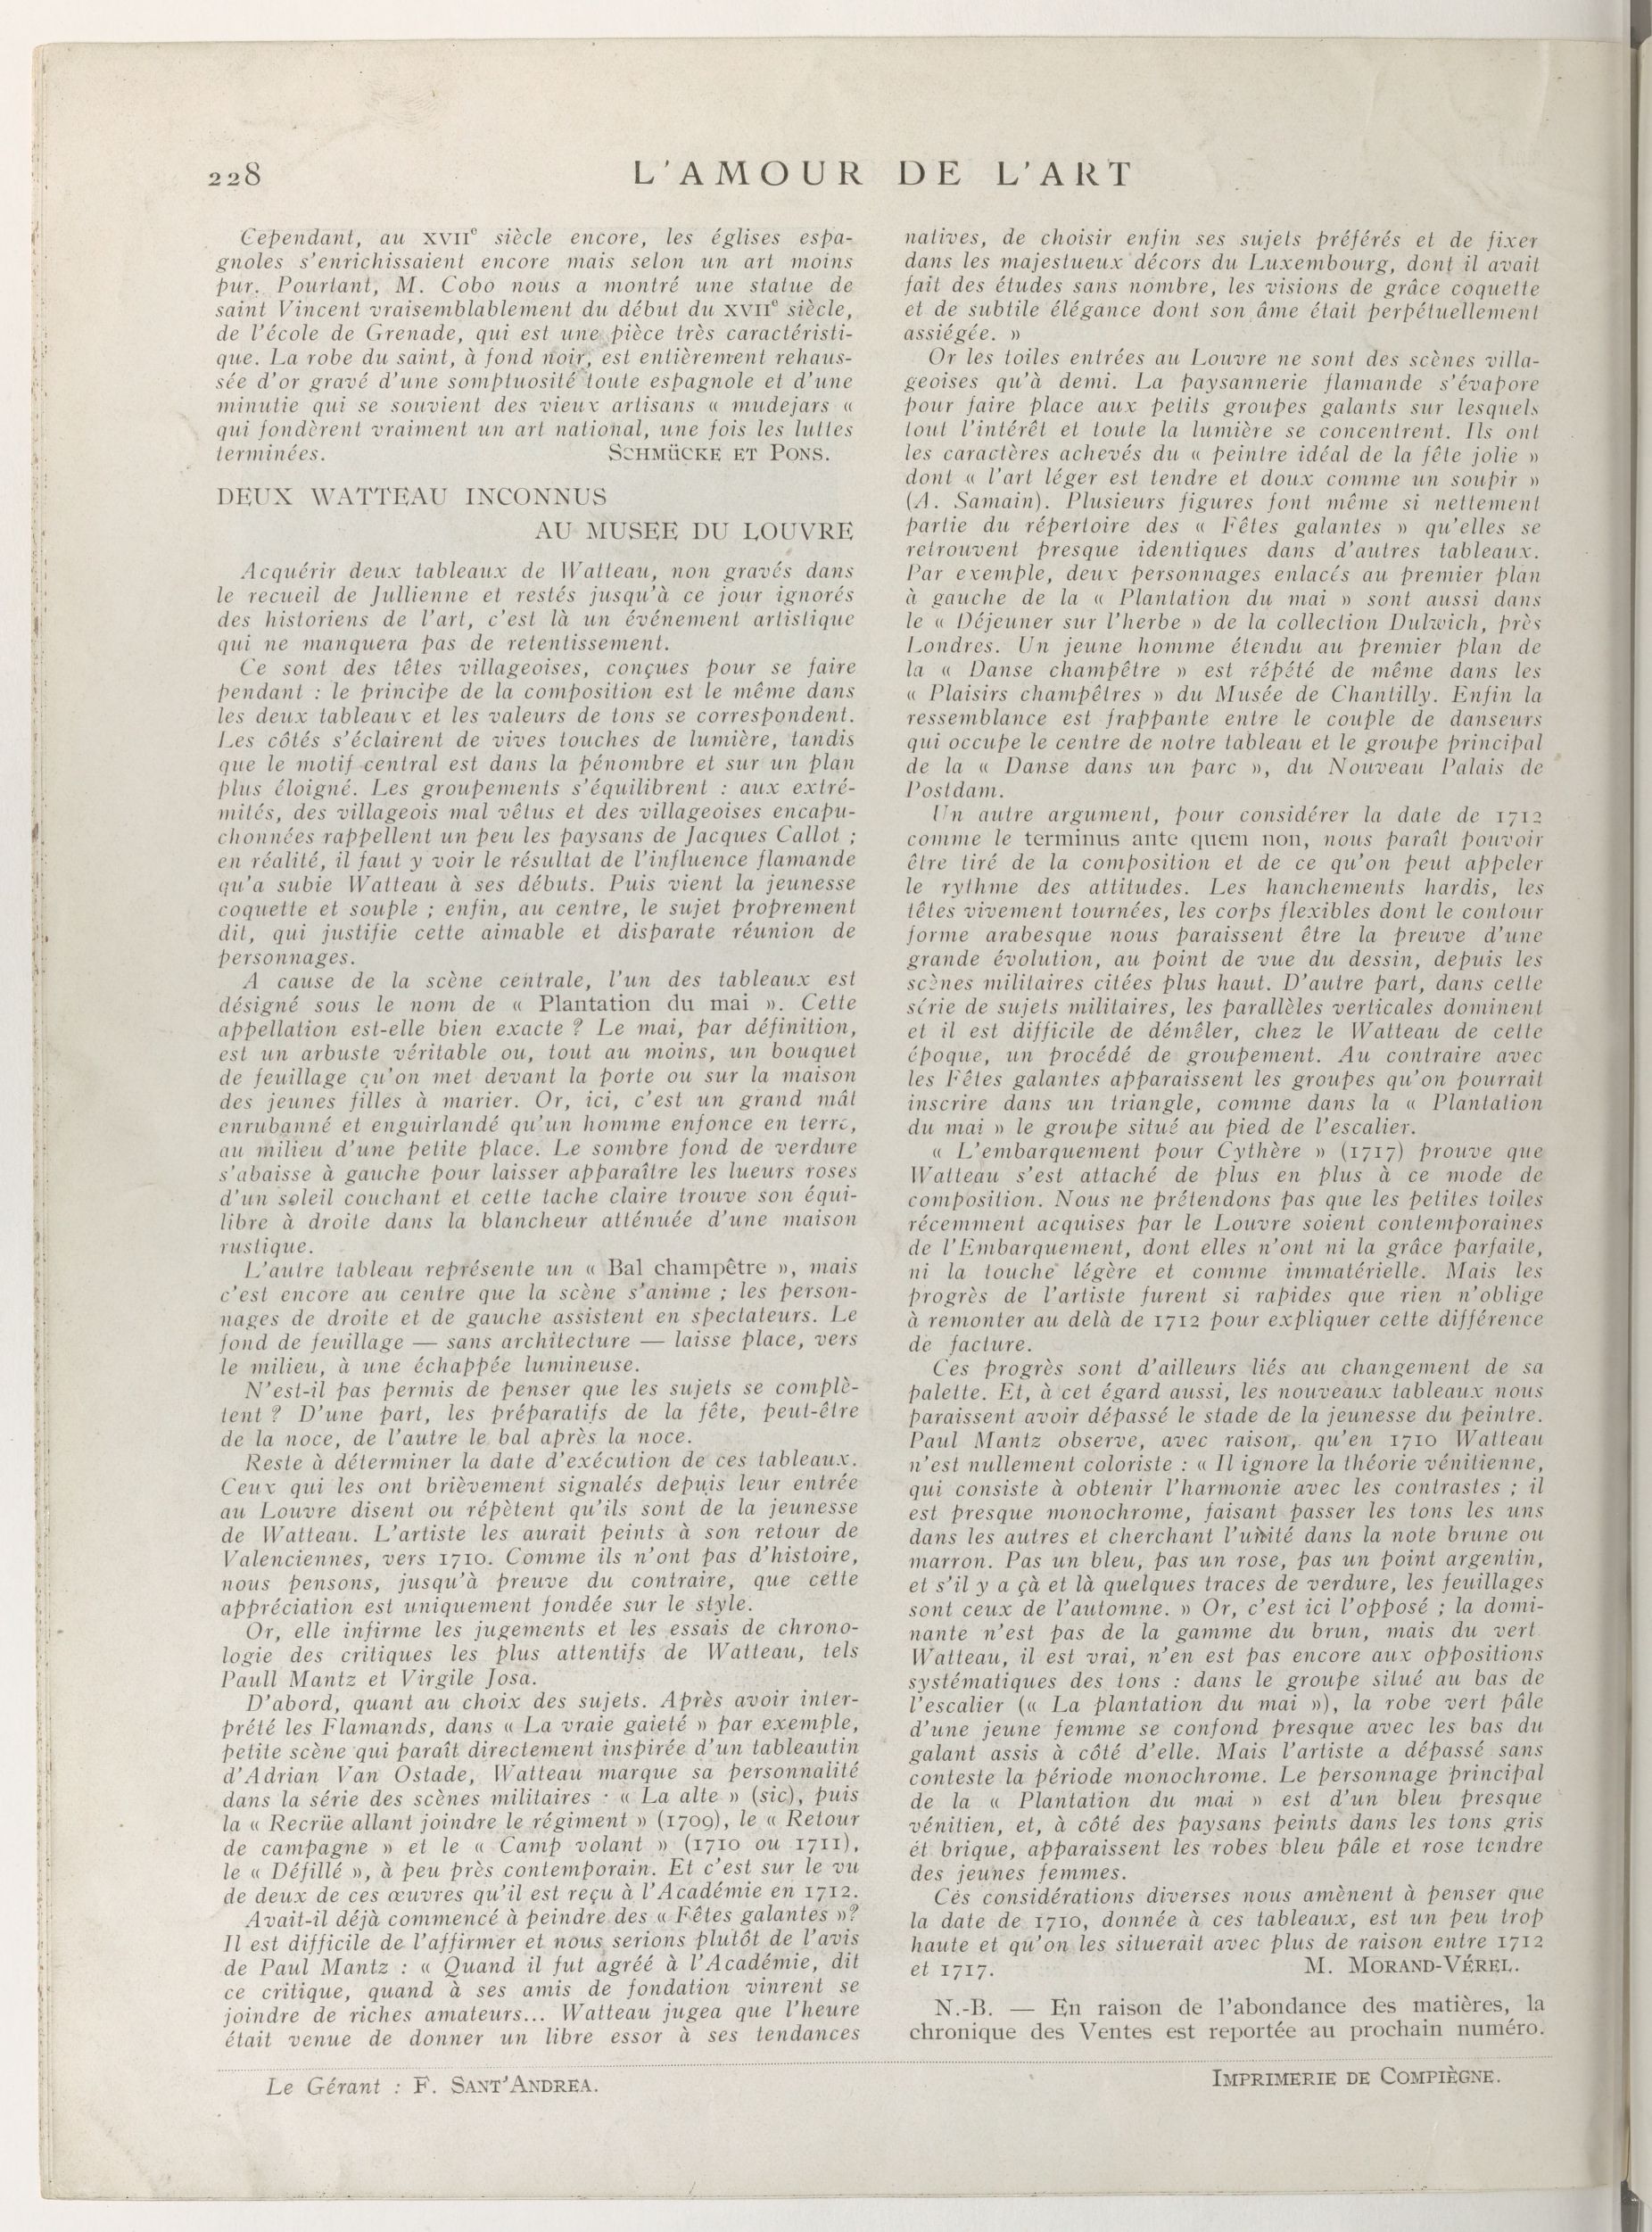 228
L'AMOUR DE L'ART
Cependant, au XVIIe siècle encore, les églises espa-
gnoles s'enrichissaient encore mais selon un art moins
pur. Pourtant, M. Cobo nous a montré une statue de
saint Vincent vraisemblablement du début du XVIIe siècle,
de l'école de Grenade, qui est une pièce très caractéristi-
que. La robe du saint, à fond noir, est entièrement rehaus-
sée d'or gravé d'une somptuosité toute espagnole et d'une
minutie qui se souvient des vieux artisans « mudejars «
qui fondèrent vraiment un art national, une fois les luttes
terminées. SCHMÜCKE ET PONS.
DEUX WATTEAU INCONNUS
AU MUSEE DU LOUVRE
Acquérir deux tableaux de Watteau, non gravés dans
le recueil de Jullienne et restés jusqu'à ce jour ignorés
des historiens de l'art, c'est là un événement artistique
qui ne manquera pas de retentissement.
Ce sont des têtes villageoises, conçues pour se faire
pendant : le principe de la composition est le même dans
les deux tableaux et les valeurs de tons se correspondent.
Les côtés s'éclairent de vives touches de lumière, tandis
que le motif central est dans la pénombre et sur un plan
plus éloigné. Les groupements s'équilibrent : aux extré-
mités, des villageois mal vêtus et des villageoises encapu-
chonnées rappellent un peu les paysans de Jacques Callot ;
en réalité, il faut y voir le résultat de l'influence flamande
qu'a subie Watteau à ses débuts. Puis vient la jeunesse
coquette et souple ; enfin, au centre, le sujet proprement
dit, qui justifie cette aimable et disparate réunion de
personnages.
A cause de la scène centrale, l'un des tableaux est
désigné sous le nom de « Plantation du mai ». Cette
appellation est-elle bien exacte ? Le mai, par définition,
est un arbuste véritable ou, tout au moins, un bouquet
de feuillage qu'on met devant la porte ou sur la maison
des jeunes filles à marier. Or, ici, c'est un grand mât
enrubanné et enguirlandé qu'un homme enfonce en terre,
au milieu d'une petite place. Le sombre fond de verdure
s'abaisse à gauche pour laisser apparaître les lueurs roses
d'un soleil couchant et cette tache claire trouve son équi-
libre à droite dans la blancheur atténuée d'une maison
rustique.
L'autre tableau représente un « Bal champêtre », mais
c'est encore au centre que la scène s'anime ; les person-
nages de droite et de gauche assistent en spectateurs. Le
fond de feuillage — sans architecture — laisse place, vers
le milieu, à une échappée lumineuse.
N'est-il pas permis de penser que les sujets se complè-
tent ? D'une part, les préparatifs de la fête, peut-être
de la noce, de l'autre le bal après la noce.
Reste à déterminer la date d'exécution de ces tableaux.
Ceux qui les ont brièvement signalés depuis leur entrée
au Louvre disent ou répètent qu'ils sont de la jeunesse
de Watteau. L'artiste les aurait peints à son retour de
Valenciennes, vers 1710. Comme ils n'ont pas d'histoire,
nous pensons, jusqu'à preuve du contraire, que cette
appréciation est uniquement fondée sur le style.
Or, elle infirme les jugements et les essais de chrono-
logie des critiques les plus attentifs de Watteau, tels
Paull Mantz et Virgile Josa.
D'abord, quant au choix des sujets. Après avoir inter-
prété les Flamands, dans « La vraie gaieté » par exemple,
petite scène qui paraît directement inspirée d'un tableautin
d'Adrian Van Ostade, Watteau marque sa personnalité
dans la série des scènes militaires : « La alte » (sic), puis
la « Recrüe allant joindre le régiment » (1709), le « Retour
de campagne » et le « Camp volant » (1710 ou 1711),
le « Défillé », à peu près contemporain. Et c'est sur le vu
de deux de ces œuvres qu'il est reçu à l'Académie en 1712.
Avait-il déjà commencé à peindre des « Fêtes galantes »?
Il est difficile de l'affirmer et nous serions plutôt de l'avis
de Paul Mantz : « Quand il fut agréé à l'Académie, dit
ce critique, quand à ses amis de fondation vinrent se
joindre de riches amateurs... Watteau jugea que l'heure
était venue de donner un libre essor à ses tendances
natives, de choisir enfin ses sujets préférés et de fixer
dans les majestueux décors du Luxembourg, dont il avait
fait des études sans nombre, les visions de grâce coquette
et de subtile élégance dont son âme était perpétuellement
assiégée. »
Or les toiles entrées au Louvre ne sont des scènes villa-
geoises qu'à demi. La paysannerie flamande s'évapore
pour faire place aux petits groupes galants sur lesquels
tout l'intérêt et toute la lumière se concentrent. Ils ont
les caractères achevés du « peintre idéal de la fête jolie »
dont « l'art léger est tendre et doux comme un soupir »
(A. Samain). Plusieurs figures font même si nettement
partie du répertoire des « Fêtes galantes » qu'elles se
retrouvent presque identiques dans d'autres tableaux.
Par exemple, deux personnages enlacés au premier plan
à gauche de la « Plantation du mai » sont aussi dans
le « Déjeuner sur l'herbe » de la collection Dulwich, près
Londres. Un jeune homme étendu au premier plan de
la « Danse champêtre » est répété de même dans les
« Plaisirs champêtres » du Musée de Chantilly. Enfin la
ressemblance est frappante entre le couple de danseurs
qui occupe le centre de notre tableau et le groupe principal
de la « Danse dans un parc », du Nouveau Palais de
Postdam.
Un autre argument, pour considérer la date de 1712
comme le terminus ante quem non, nous paraît pouvoir
être tiré de la composition et de ce qu'on peut appeler
le rythme des attitudes. Les hanchements hardis, les
têtes vivement tournées, les corps flexibles dont le contour
forme arabesque nous paraissent être la preuve d'une
grande évolution, au point de vue du dessin, depuis les
scènes militaires citées plus haut. D'autre part, dans cette
série de sujets militaires, les parallèles verticales dominent
et il est difficile de démêler, chez le Watteau de cette
époque, un procédé de groupement. Au contraire avec
les Fêtes galantes apparaissent les groupes qu'on pourrait
inscrire dans un triangle, comme dans la « Plantation
du mai » le groupe situé au pied de l'escalier.
« L'embarquement pour Cythère » (1717) prouve que
Watteau s'est attaché de plus en plus à ce mode de
composition. Nous ne prétendons pas que les petites toiles
récemment acquises par le Louvre soient contemporaines
de l'Embarquement, dont elles n'ont ni la grâce parfaite,
ni la touche légère et comme immatérielle. Mais les
progrès de l'artiste furent si rapides que rien n'oblige
à remonter au delà de 1712 pour expliquer cette différence
de facture.
Ces progrès sont d'ailleurs liés au changement de sa
palette. Et, à cet égard aussi, les nouveaux tableaux nous
paraissent avoir dépassé le stade de la jeunesse du peintre.
Paul Mantz observe, avec raison, qu'en 1710 Watteau
n'est nullement coloriste : « Il ignore la théorie vénitienne,
qui consiste à obtenir l'harmonie avec les contrastes ; il
est presque monochrome, faisant passer les tons les uns
dans les autres et cherchant l'unité dans la note brune ou
marron. Pas un bleu, pas un rose, pas un point argentin,
et s'il y a çà et là quelques traces de verdure, les feuillages
sont ceux de l'automne. » Or, c'est ici l'opposé ; la domi-
nante n'est pas de la gamme du brun, mais du vert
Watteau, il est vrai, n'en est pas encore aux oppositions
systématiques des tons : dans le groupe situé au bas de
l'escalier (« La plantation du mai »), la robe vert pâle
d'une jeune femme se confond presque avec les bas du
galant assis à côté d'elle. Mais l'artiste a dépassé sans
conteste la période monochrome. Le personnage principal
de la « Plantation du mai » est d'un bleu presque
vénitien, et, à côté des paysans peints dans les tons gris
et brique, apparaissent les robes bleu pâle et rose tendre
des jeunes femmes.
Ces considérations diverses nous amènent à penser que
la date de 1710, donnée à ces tableaux, est un peu trop
haute et qu'on les situerait avec plus de raison entre 1712
et 1717. M. MORAND-VÉREL.
N.-B. — En raison de l'abondance des matières, la
chronique des Ventes est reportée au prochain numéro.
Le Gérant : F. SANT'ANDREA.
IMPRIMERIE DE COMPIÈGNE.